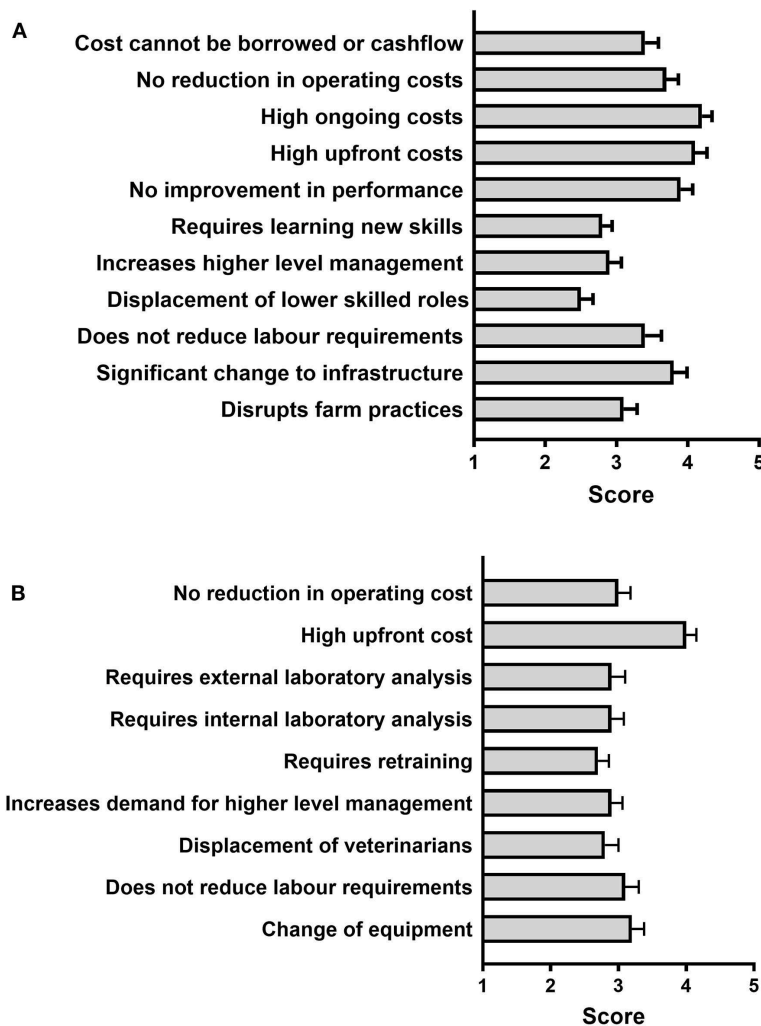 A
Cost cannot be borrowed or cashflow
No reduction in operating costs
High ongoing costs
High upfront costs
No improvement in performance
Requires learning new skills
Increases higher level management
Displacement of lower skilled roles
Does not reduce labour requirements
Significant change to infrastructure
Disrupts farm practices
1 2 3 4 5
Score
B
No reduction in operating cost
High upfront cost
Requires external laboratory analysis
Requires internal laboratory analysis
Requires retraining
Increases demand for higher level management
Displacement of veterinarians
Does not reduce labour requirements
Change of equipment
1 2 3 4 5
Score